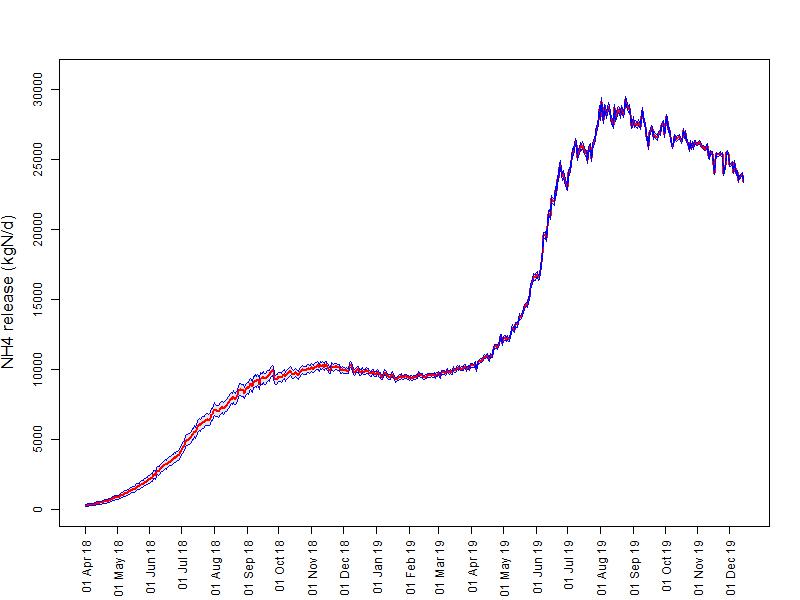 NH4 release (kgN/d)
30000
25000
20000
15000
10000
5000
0
01 Apr 18
01 May 18
01 Jun 18
01 Jul 18
01 Aug 18
01 Sep 18
01 Oct 18
01 Nov 18
01 Dec 18
01 Jan 19
01 Feb 19
01 Mar 19
01 Apr 19
01 May 19
01 Jun 19
01 Jul 19
01 Aug 19
01 Sep 19
01 Oct 19
01 Nov 19
01 Dec 19